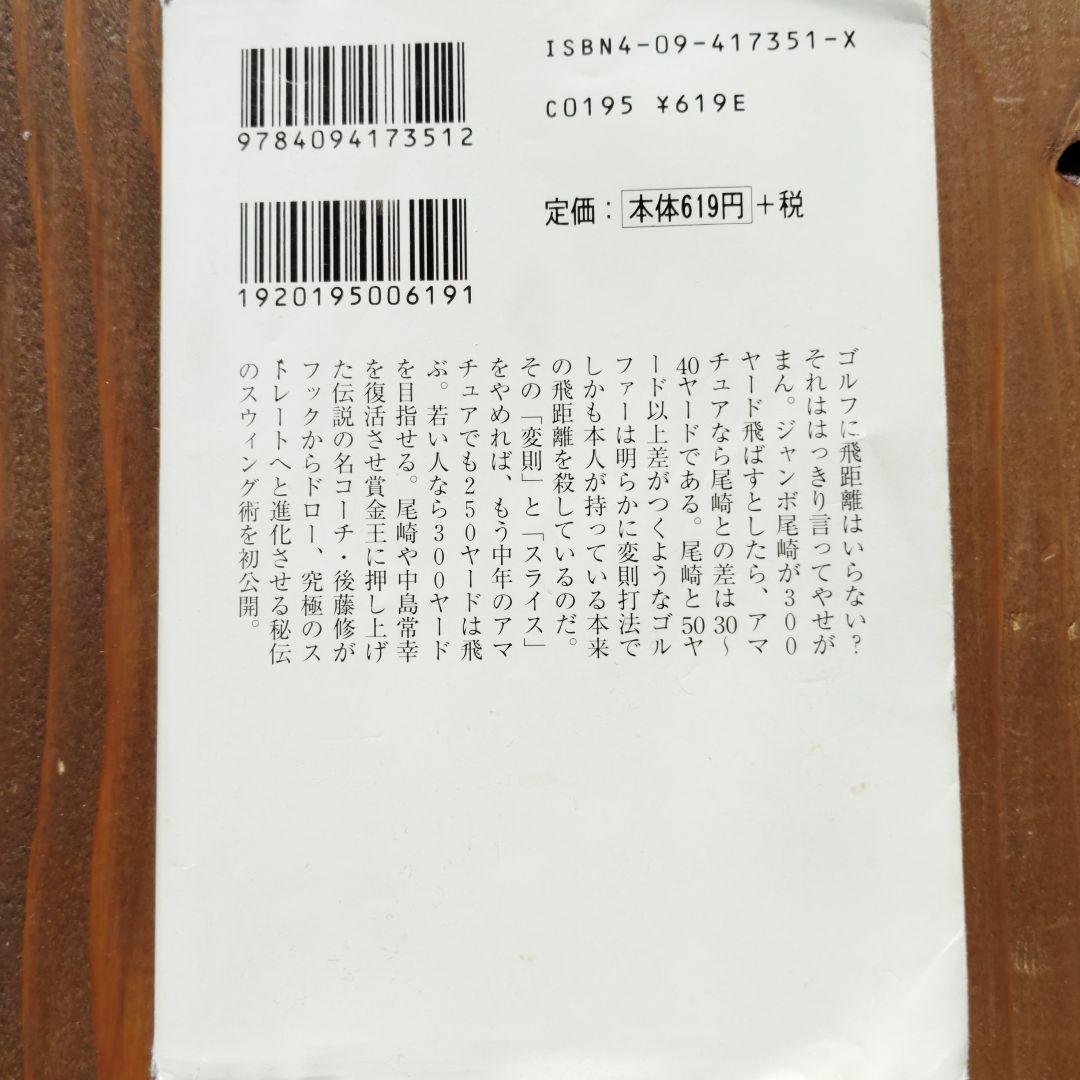 ISBN4-09-417351-X
C0195 ¥619E
9784094173512
定価：本体619円+税
1920195006191
ゴルフに飛距離はいらない？
それははっきり言ってやせが
まん。ジャンボ尾崎が300
ヤード飛ばすとしたら、アマ
チュアなら尾崎との差は30〜
40ヤードである。尾崎と50ヤ
ード以上差がつくようなゴル
ファーは明らかに変則打法で
しかも本人が持っている本来
の飛距離を殺しているのだ。
その「変則」と「スライス」
をやめれば、もう中年のアマ
チュアでも250ヤードは飛
ぶ。若い人なら300ヤード
を目指せる。尾崎や中島常幸
を復活させ賞金王に押し上げ
た伝説の名コーチ・後藤修が
フックからドロー、究極のス
トレートへと進化させる秘伝
のスウィング術を初公開。